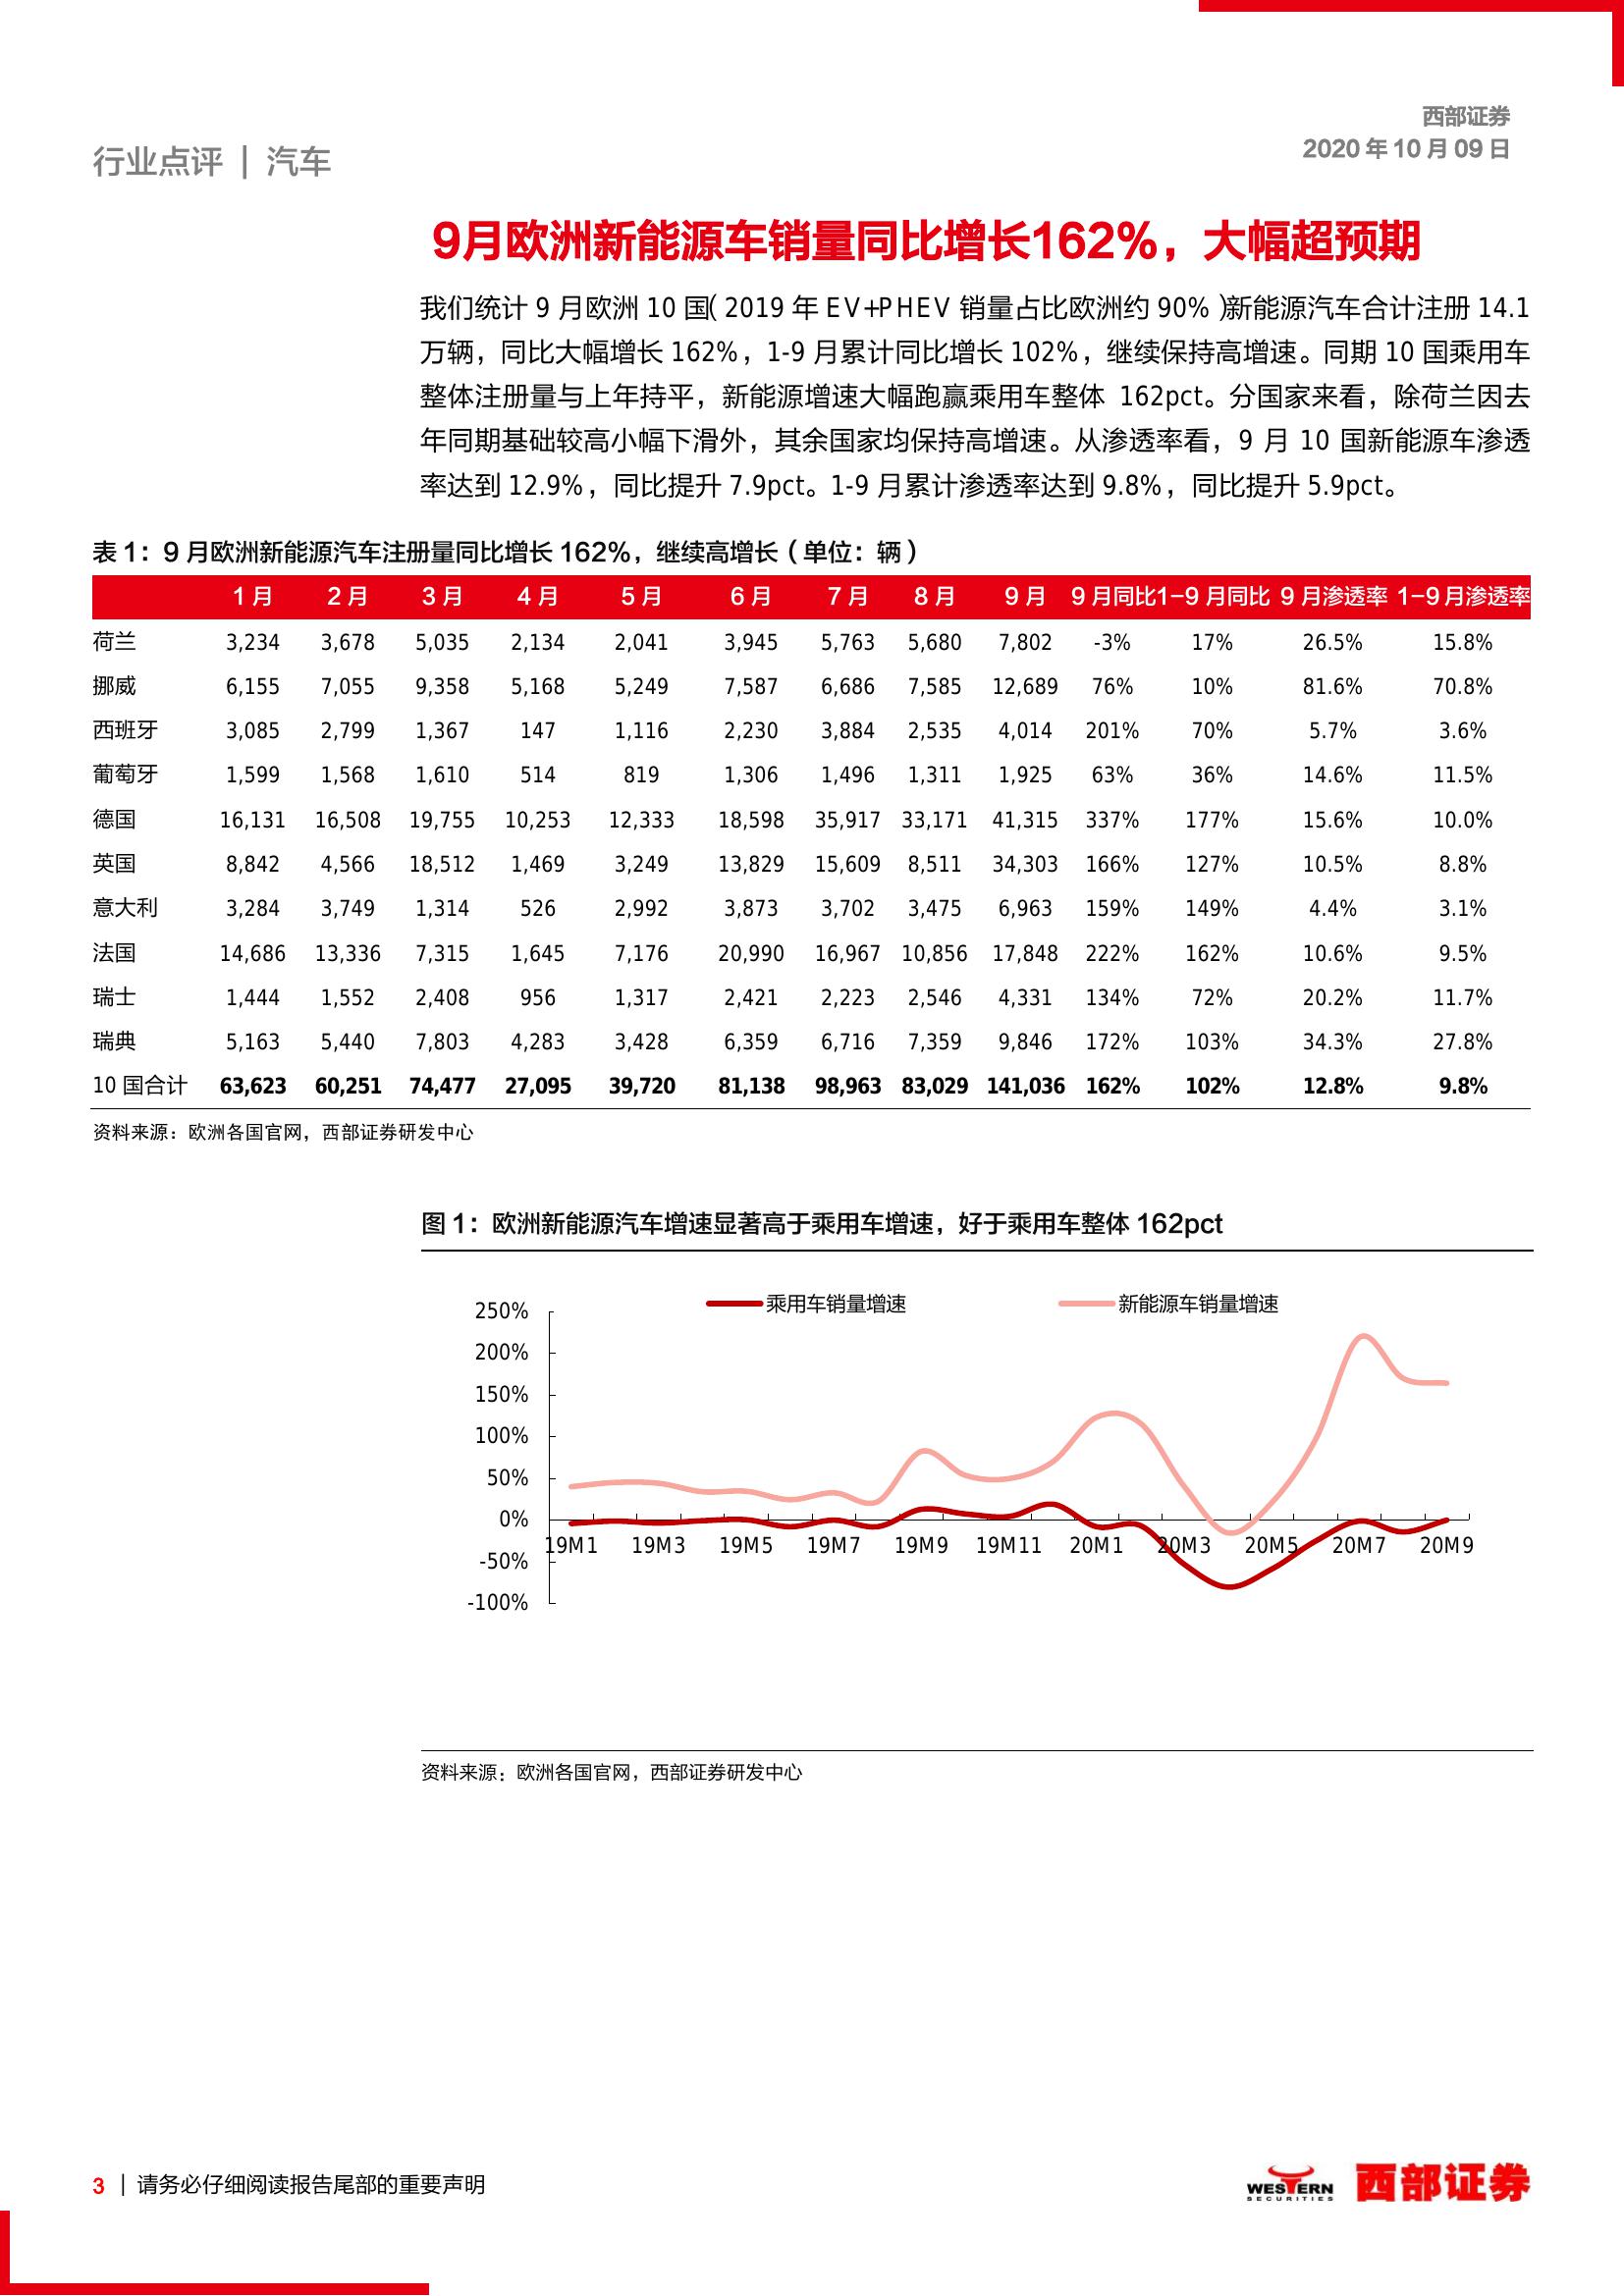 西部证券
2020 年 10 月 09 日
行业点评 | 汽车
9月欧洲新能源车销量同比增长162%，大幅超预期
我们统计 9 月欧洲 10 国（2019 年 EV+PHEV 销量占比欧洲约 90%）新能源汽车合计注册 14.1
万辆，同比大幅增长 162%，1-9 月累计同比增长 102%，继续保持高增速。同期 10 国乘用车
整体注册量与上年持平，新能源增速大幅跑赢乘用车整体 162pct。分国家来看，除荷兰因去
年同期基础较高小幅下滑外，其余国家均保持高增速。从渗透率看，9 月 10 国新能源车渗透
率达到 12.9%，同比提升 7.9pct。1-9 月累计渗透率达到 9.8%，同比提升 5.9pct。
表 1：9 月欧洲新能源汽车注册量同比增长 162%，继续高增长（单位：辆）
1 月 2 月 3 月 4 月 5 月 6 月 7 月 8 月 9 月 9 月同比 1-9 月同比 9 月渗透率 1-9 月渗透率
荷兰 3,234 3,678 5,035 2,134 2,041 3,945 5,763 5,680 7,802 -3% 17% 26.5% 15.8%
挪威 6,155 7,055 9,358 5,168 5,249 7,587 6,686 7,585 12,689 76% 10% 81.6% 70.8%
西班牙 3,085 2,799 1,367 147 1,116 2,230 3,884 2,535 4,014 201% 70% 5.7% 3.6%
葡萄牙 1,599 1,568 1,610 514 819 1,306 1,496 1,311 1,925 63% 36% 14.6% 11.5%
德国 16,131 16,508 19,755 10,253 12,333 18,598 35,917 33,171 41,315 337% 177% 15.6% 10.0%
英国 8,842 4,566 18,512 1,469 3,249 13,829 15,609 8,511 34,303 166% 127% 10.5% 8.8%
意大利 3,284 3,749 1,314 526 2,992 3,873 3,702 3,475 6,963 159% 149% 4.4% 3.1%
法国 14,686 13,336 7,315 1,645 7,176 20,990 16,967 10,856 17,848 222% 162% 10.6% 9.5%
瑞士 1,444 1,552 2,408 956 1,317 2,421 2,223 2,546 4,331 134% 72% 20.2% 11.7%
瑞典 5,163 5,440 7,803 4,283 3,428 6,359 6,716 7,359 9,846 172% 103% 34.3% 27.8%
10 国合计 63,623 60,251 74,477 27,095 39,720 81,138 98,963 83,029 141,036 162% 102% 12.8% 9.8%
资料来源：欧洲各国官网，西部证券研发中心
图 1：欧洲新能源汽车增速显著高于乘用车增速，好于乘用车整体 162pct
乘用车销量增速 新能源车销量增速
250%
200%
150%
100%
50%
0%
-50%
-100%
19M1 19M3 19M5 19M7 19M9 19M11 20M1 20M3 20M5 20M7 20M9
资料来源：欧洲各国官网，西部证券研发中心
3 | 请务必仔细阅读报告尾部的重要声明
WESTERN
SECURITIES
西部证券